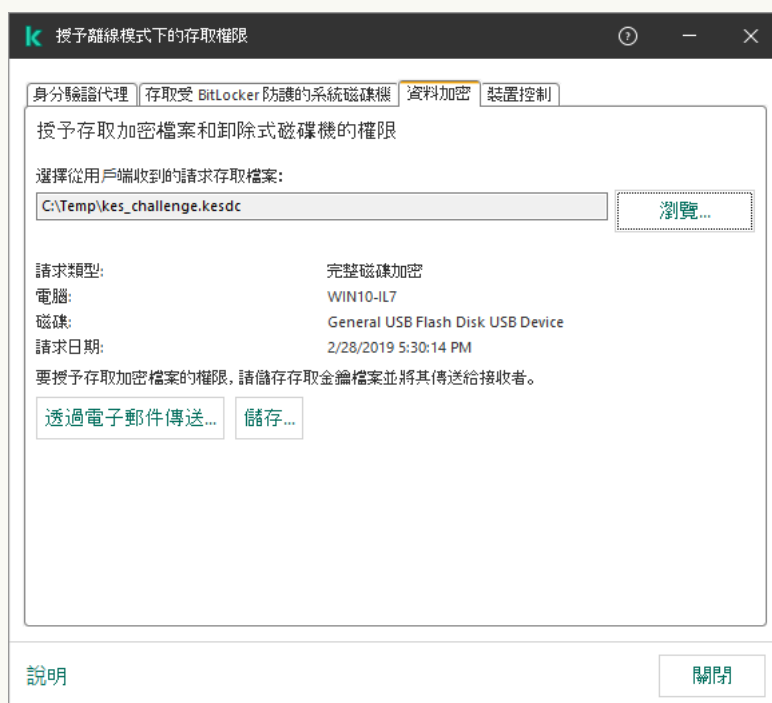 授予離線模式下的存取權限
身分驗證代理 存取受 BitLocker 防護的系統磁碟機 資料加密 裝置控制
授予存取加密檔案和卸除式磁碟機的權限
選擇從用戶端收到的請求存取檔案:
C:\Temp\kes_challenge.kesdc 瀏覽...
請求類型: 完整磁碟加密
電腦: WIN10-IL7
磁碟: General USB Flash Disk USB Device
請求日期: 2/28/2019 5:30:14 PM
要授予存取加密檔案的權限, 請儲存存取金鑰檔案並將其傳送給接收者。
透過電子郵件傳送... 儲存...
說明 關閉